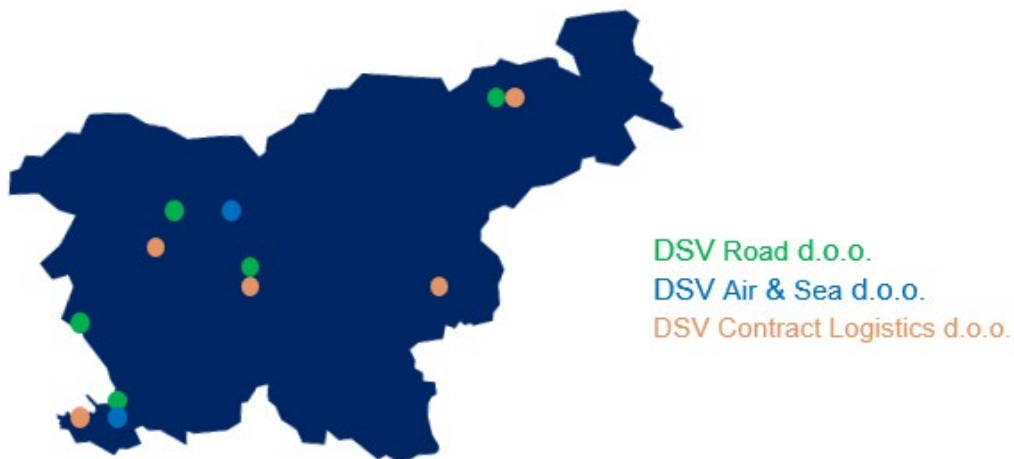 DSV Road d.o.o.
DSV Air & Sea d.o.o.
DSV Contract Logistics d.o.o.